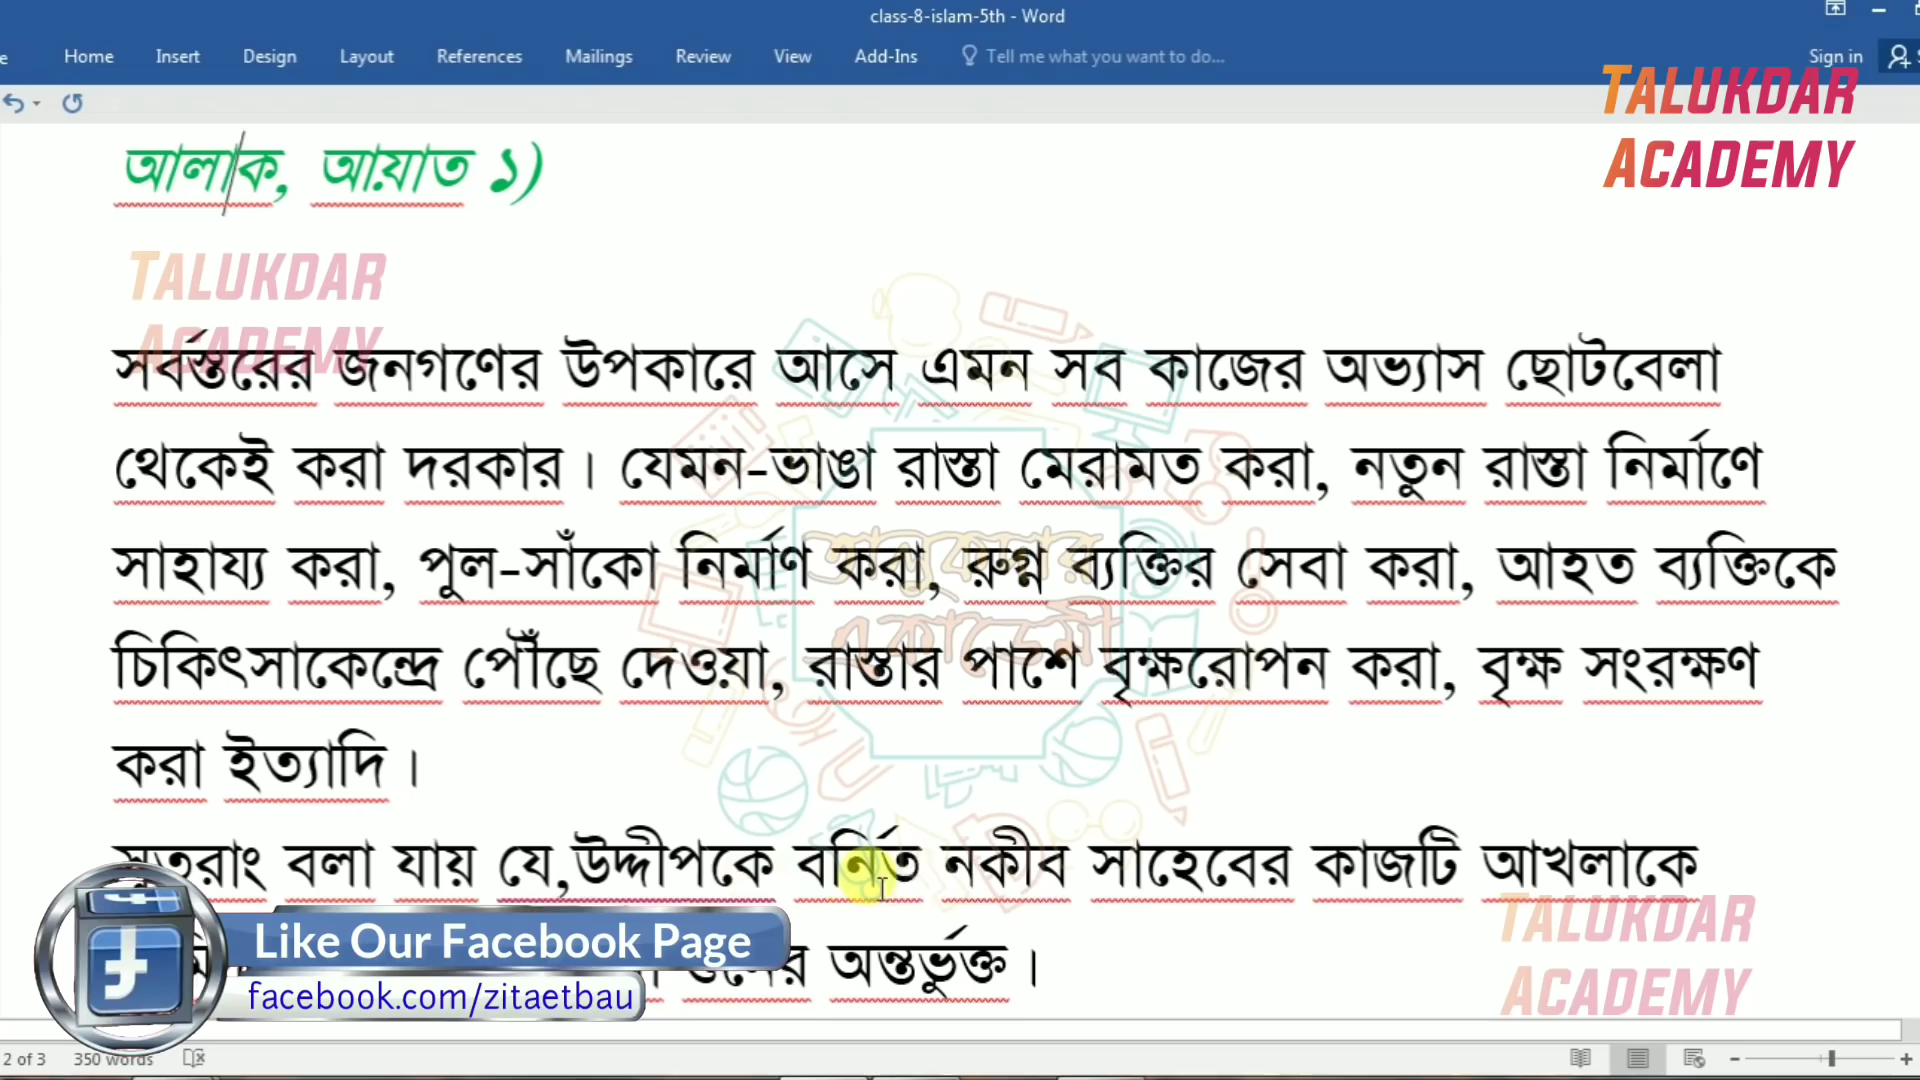 class-8-islam-5th - Word
Home Insert Design Layout References Mailings Review View Add-Ins Tell me what you want to do... Sign in
TALUKDAR
ACADEMY
আলাক, আয়াত ১)
TALUKDAR
ACADEMY
সর্বস্তরের জনগণের উপকারে আসে এমন সব কাজের অভ্যাস ছোটবেলা
থেকেই করা দরকার। যেমন-ভাঙা রাস্তা মেরামত করা, নতুন রাস্তা নির্মাণে
সাহায্য করা, পুল-সাঁকো নির্মাণ করা, রুগ্ন ব্যক্তির সেবা করা, আহত ব্যক্তিকে
চিকিৎসাকেন্দ্রে পৌঁছে দেওয়া, রাস্তার পাশে বৃক্ষরোপন করা, বৃক্ষ সংরক্ষণ
করা ইত্যাদি।
তালুকদার
একাডেমী
সুতরাং বলা যায় যে,উদ্দীপকে বর্নিত নকীব সাহেবের কাজটি আখলাকে
অন্তর্ভুক্ত।
Like Our Facebook Page
facebook.com/zitaetbau
TALUKDAR
ACADEMY
2 of 3 350 words